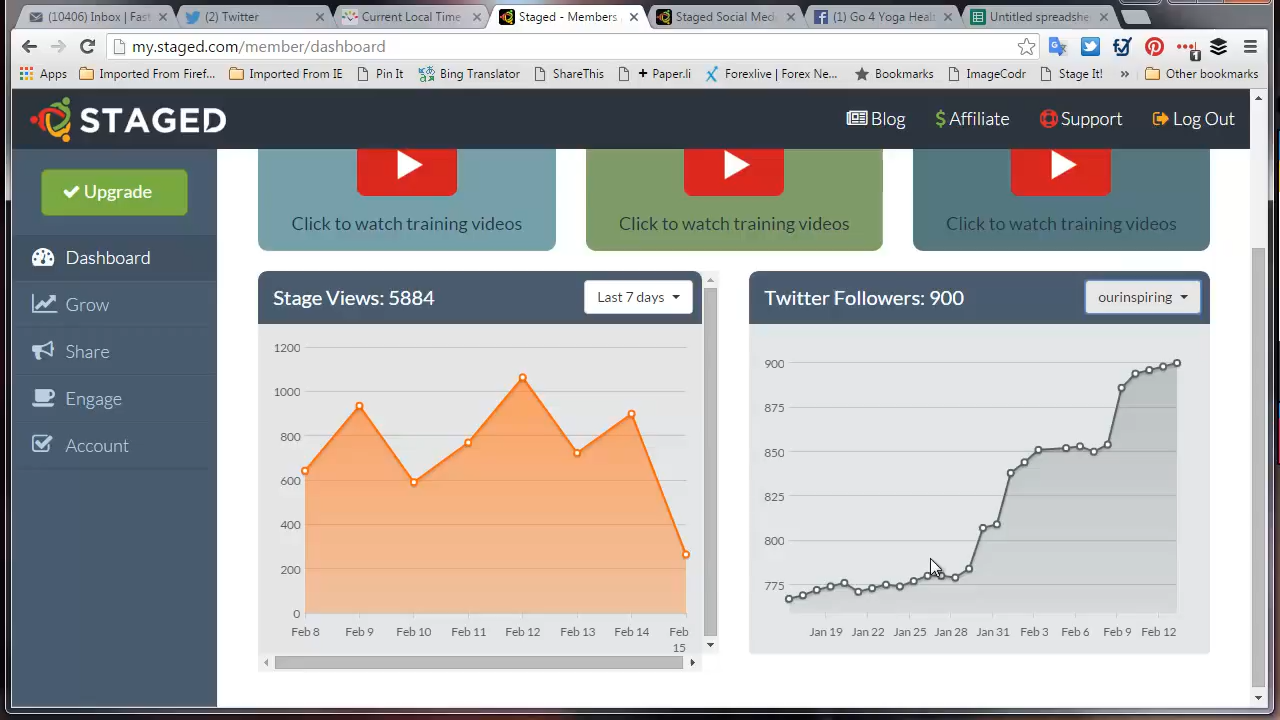 (10406) Inbox | Fast
(2) Twitter
Current Local Time
Staged - Members
Staged Social Med
(1) Go 4 Yoga Heal
Untitled spreadshe
my.staged.com/member/dashboard
Apps
Imported From Firef...
Imported From IE
Pin It
Bing Translator
ShareThis
+ Paper.li
Forexlive | Forex Ne...
Bookmarks
ImageCodr
Stage It!
»
Other bookmarks
STAGED
Blog
$ Affiliate
Support
Log Out
Upgrade
Dashboard
Grow
Share
Engage
Account
Click to watch training videos
Click to watch training videos
Click to watch training videos
Stage Views: 5884
Last 7 days
1200
1000
800
600
400
200
0
Feb 8
Feb 9
Feb 10
Feb 11
Feb 12
Feb 13
Feb 14
Feb
15
Twitter Followers: 900
ourinspiring
900
875
850
825
800
775
Jan 19
Jan 22
Jan 25
Jan 28
Jan 31
Feb 3
Feb 6
Feb 9
Feb 12